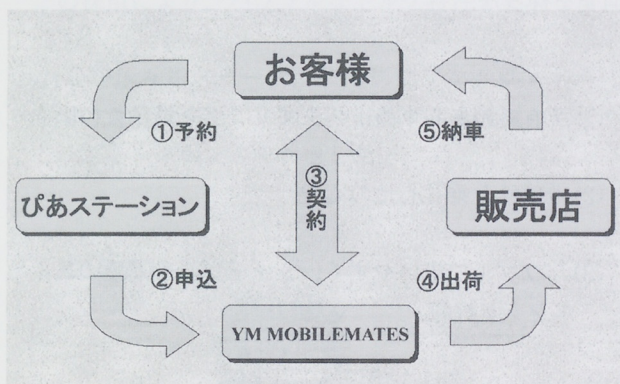 お客様
①予約
⑤納車
ぴあステーション
③契約
販売店
②申込
④出荷
YM MOBILEMATES